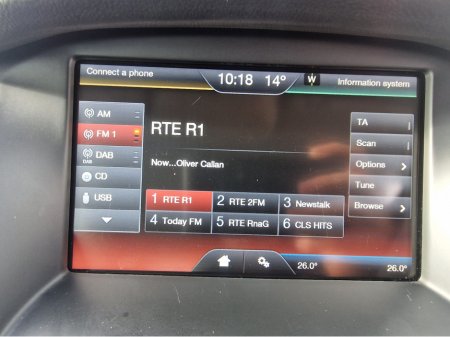 Connect a phone
10:18 14° W
Information system
AM
FM 1
DAB
DAB
CD
USB
RTE R1
Now...Oliver Callan
1 RTE R1 2 RTE 2FM 3 Newstalk
4 Today FM 5 RTE RnaG 6 CLS HITS
TA
Scan
Options >
Tune
Browse >
26.0° 26.0°